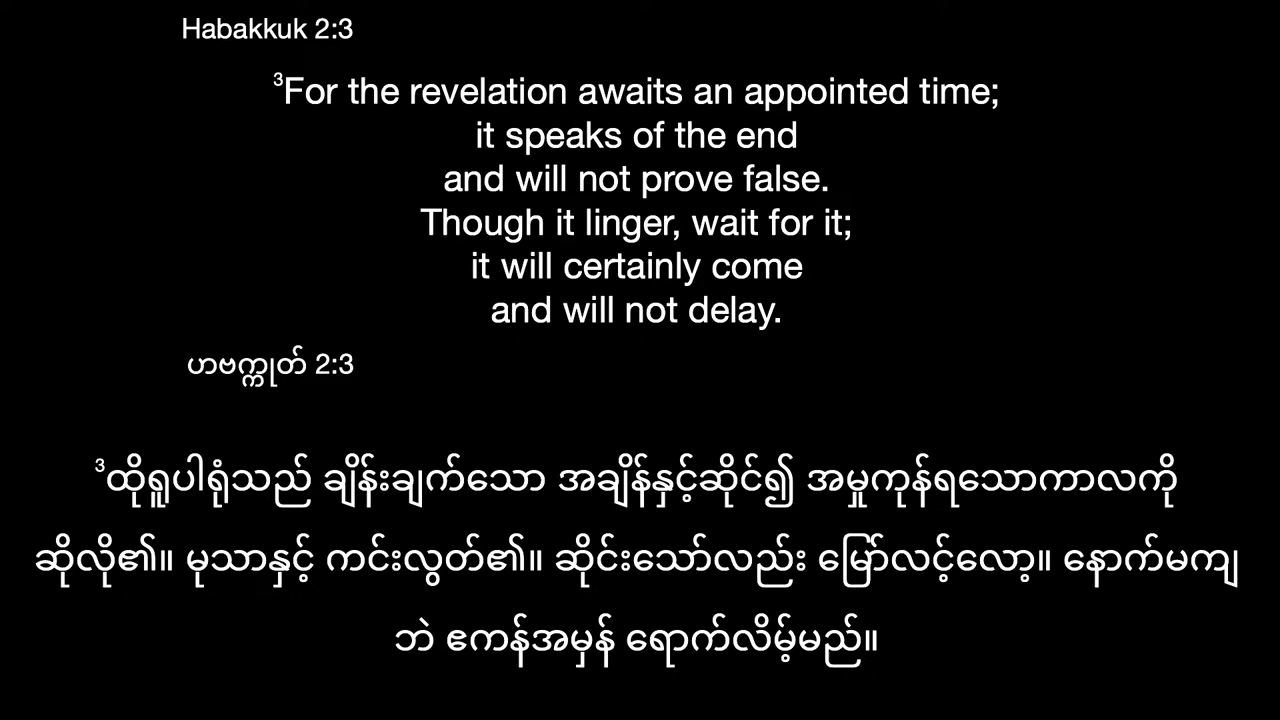 Habakkuk 2:3
³For the revelation awaits an appointed time;
it speaks of the end
and will not prove false.
Though it linger, wait for it;
it will certainly come
and will not delay.
ဟဗက္ကုတ် 2:3
³ထိုရူပါရုံသည် ချိန်းချက်သော အချိန်နှင့်ဆိုင်၍ အမှုကုန်ရသောကာလကို
ဆိုလို၏။ မုသာနှင့် ကင်းလွတ်၏။ ဆိုင်းသော်လည်း မြော်လင့်လော့။ နောက်မကျ
ဘဲ ဧကန်အမှန် ရောက်လိမ့်မည်။